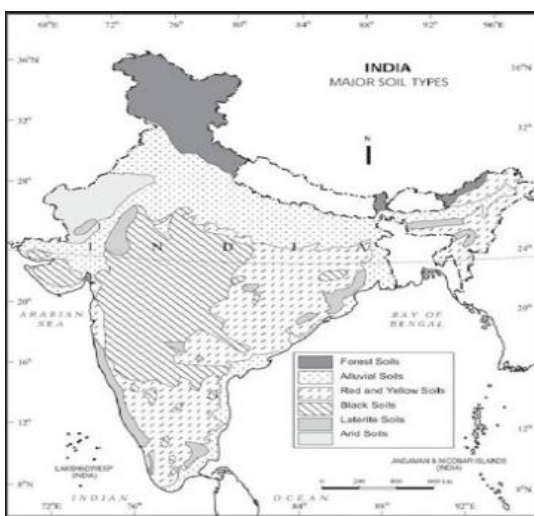 68°E 72° 76° 80° 84° 88° 92° 96°E
36°N
36°N
INDIA
MAJOR SOIL TYPES
32°
32°
N
28°
28°
I N D I A
24°
24°
20°
20°
ARABIAN
SEA
BAY OF
BENGAL
16°
16°
Forest Soils
Alluvial Soils
Red and Yellow Soils
Black Soils
Laterite Soils
Arid Soils
12°
12°
LAKSHADWEEP
(INDIA)
ANDAMAN & NICOBAR ISLANDS
(INDIA)
8°N
8°N
INDIAN OCEAN
72°E 76° 80° 84° 88° 92°E